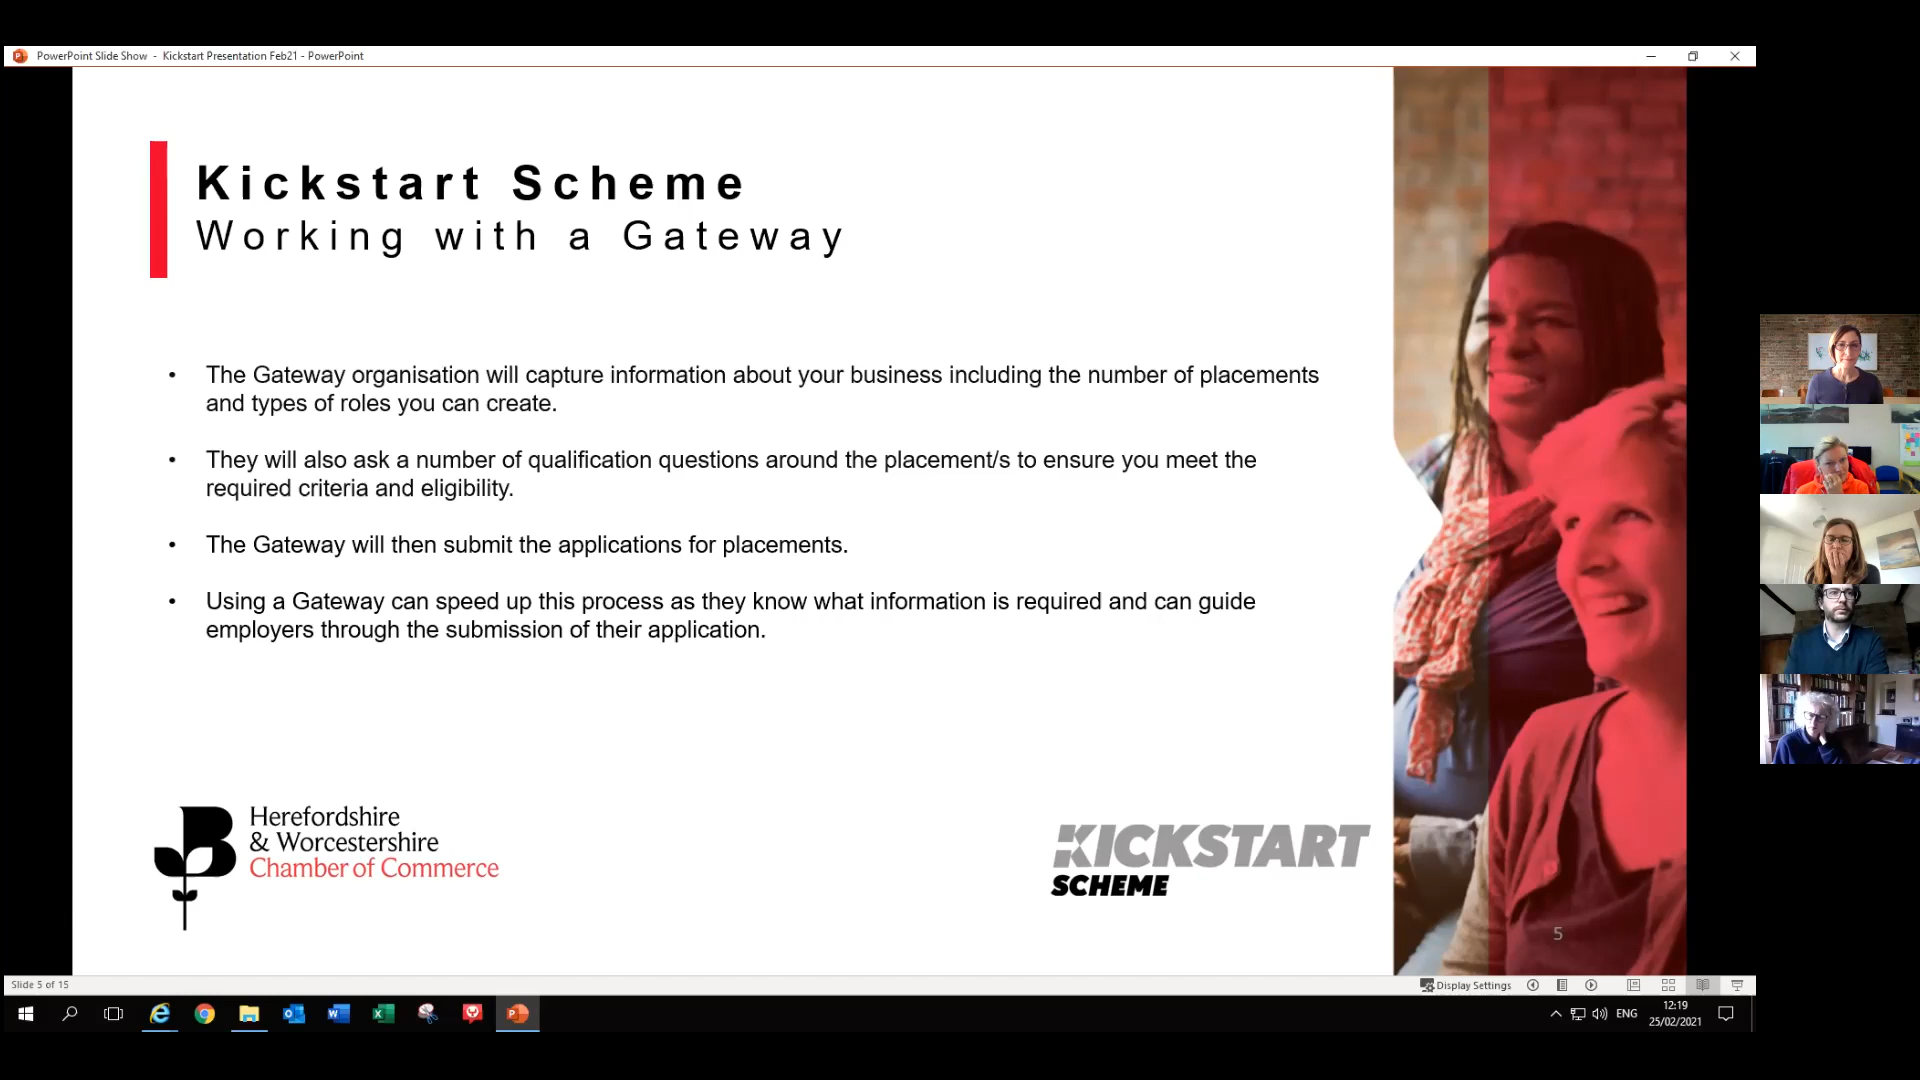 PowerPoint Slide Show - Kickstart Presentation Feb21 - PowerPoint
Kickstart Scheme
Working with a Gateway
• The Gateway organisation will capture information about your business including the number of placements
and types of roles you can create.
• They will also ask a number of qualification questions around the placement/s to ensure you meet the
required criteria and eligibility.
• The Gateway will then submit the applications for placements.
• Using a Gateway can speed up this process as they know what information is required and can guide
employers through the submission of their application.
Herefordshire
& Worcestershire
Chamber of Commerce
KICKSTART
SCHEME
5
Slide 5 of 15
Display Settings
ENG
12:19
25/02/2021